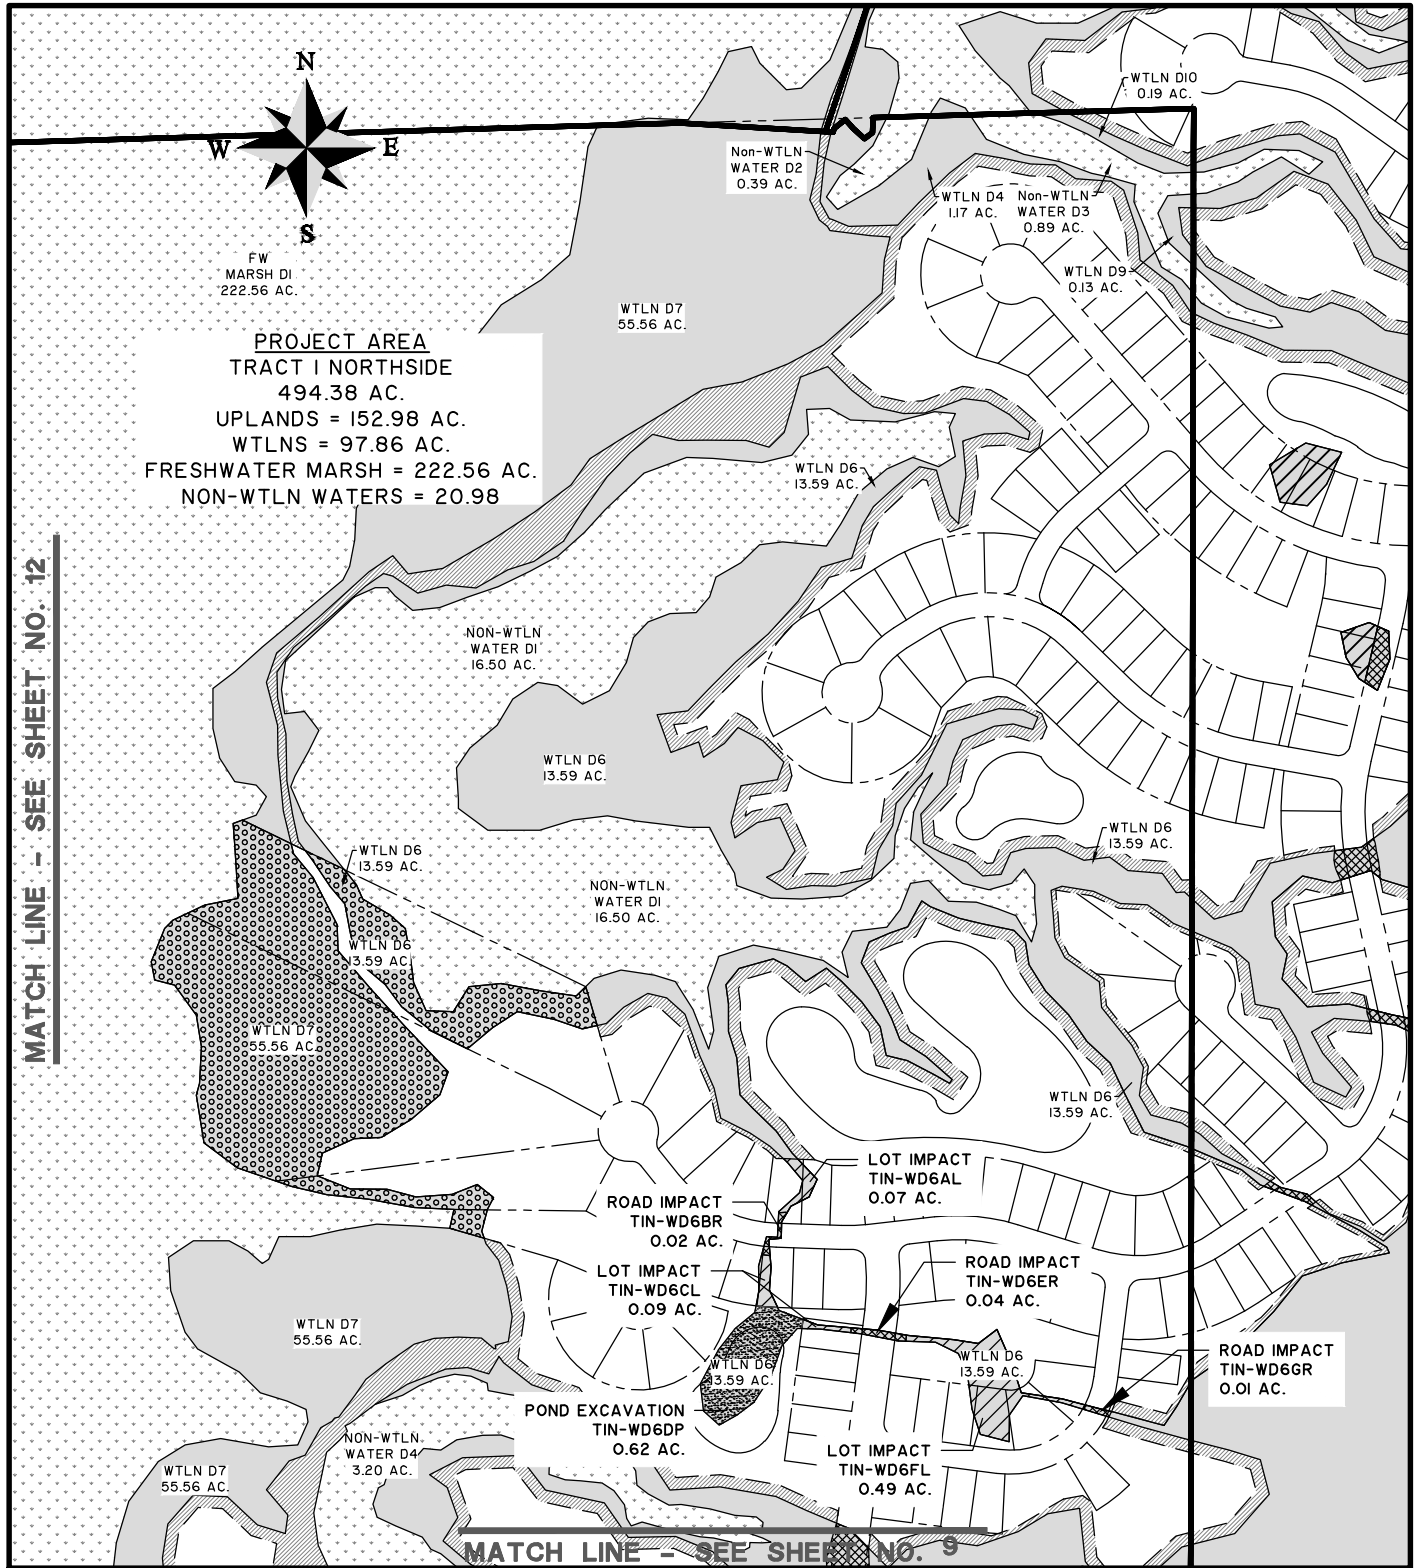 N
W
E
S
WTLN D10
0.19 AC.
Non-WTLN
WATER D2
0.39 AC.
WTLN D4
1.17 AC.
Non-WTLN
WATER D3
0.89 AC.
FW
MARSH D1
222.56 AC.
WTLN D9
0.13 AC.
WTLN D7
55.56 AC.
PROJECT AREA
TRACT 1 NORTHSIDE
494.38 AC.
UPLANDS = 152.98 AC.
WTLNS = 97.86 AC.
FRESHWATER MARSH = 222.56 AC.
NON-WTLN WATERS = 20.98
WTLN D6
13.59 AC.
MATCH LINE - SEE SHEET NO. 12
NON-WTLN
WATER D1
16.50 AC.
WTLN D6
13.59 AC.
WTLN D6
13.59 AC.
WTLN D6
13.59 AC.
NON-WTLN
WATER D1
16.50 AC.
WTLN D6
13.59 AC.
WTLN D7
55.56 AC.
WTLN D6
13.59 AC.
LOT IMPACT
TIN-WD6AL
0.07 AC.
ROAD IMPACT
TIN-WD6BR
0.02 AC.
LOT IMPACT
TIN-WD6CL
0.09 AC.
ROAD IMPACT
TIN-WD6ER
0.04 AC.
WTLN D7
55.56 AC.
WTLN D6
13.59 AC.
WTLN D6
13.59 AC.
ROAD IMPACT
TIN-WD6GR
0.01 AC.
POND EXCAVATION
TIN-WD6DP
0.62 AC.
LOT IMPACT
TIN-WD6FL
0.49 AC.
NON-WTLN
WATER D4
3.20 AC.
WTLN D7
55.56 AC.
MATCH LINE - SEE SHEET NO. 9